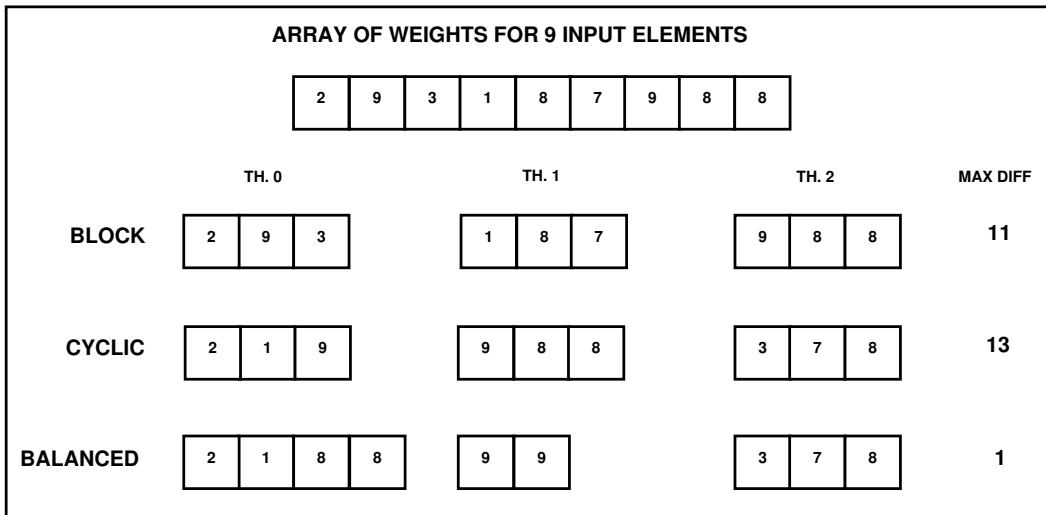 ARRAY OF WEIGHTS FOR 9 INPUT ELEMENTS
2 9 3 1 8 7 9 8 8
TH. 0 TH. 1 TH. 2 MAX DIFF
BLOCK 2 9 3 1 8 7 9 8 8 11
CYCLIC 2 1 9 9 8 8 3 7 8 13
BALANCED 2 1 8 8 9 9 3 7 8 1